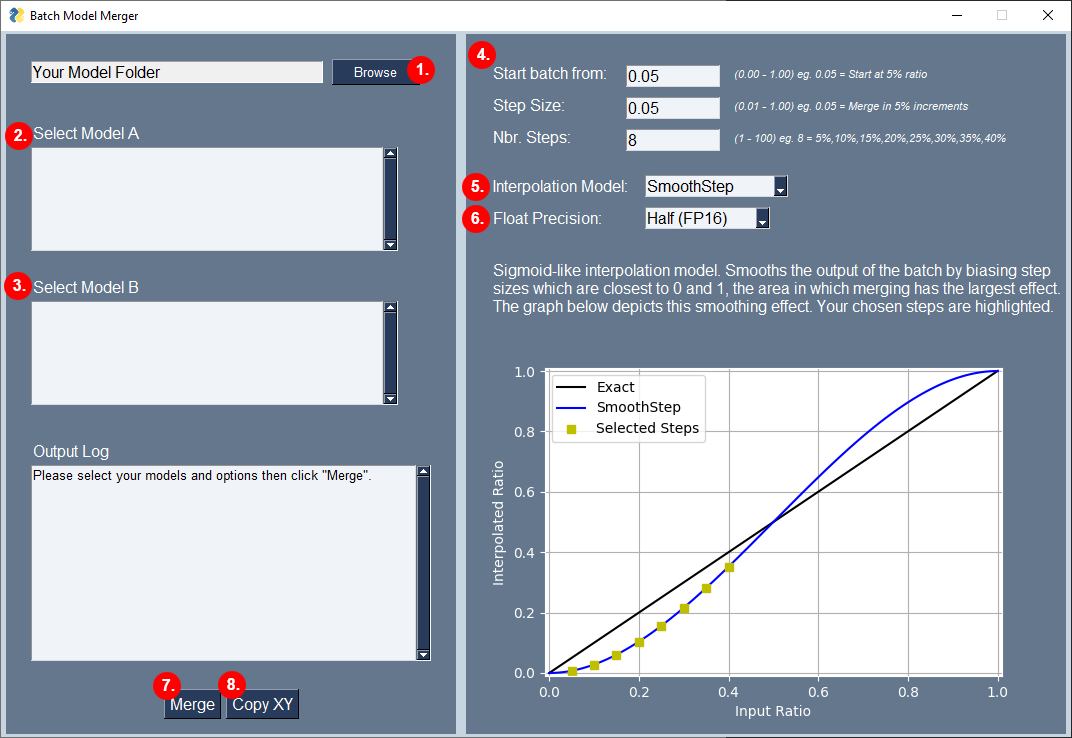 Batch Model Merger
Your Model Folder
Browse
1.
2.
Select Model A
3.
Select Model B
Output Log
Please select your models and options then click "Merge".
7.
Merge
8.
Copy XY
4.
Start batch from:
0.05
(0.00 - 1.00) eg. 0.05 = Start at 5% ratio
Step Size:
0.05
(0.01 - 1.00) eg. 0.05 = Merge in 5% increments
Nbr. Steps:
8
(1 - 100) eg. 8 = 5%,10%,15%,20%,25%,30%,35%,40%
5.
Interpolation Model:
SmoothStep
6.
Float Precision:
Half (FP16)
Sigmoid-like interpolation model. Smooths the output of the batch by biasing step
sizes which are closest to 0 and 1, the area in which merging has the largest effect.
The graph below depicts this smoothing effect. Your chosen steps are highlighted.
Exact
SmoothStep
Selected Steps
Interpolated Ratio
1.0
0.8
0.6
0.4
0.2
0.0
0.0
0.2
0.4
0.6
0.8
1.0
Input Ratio